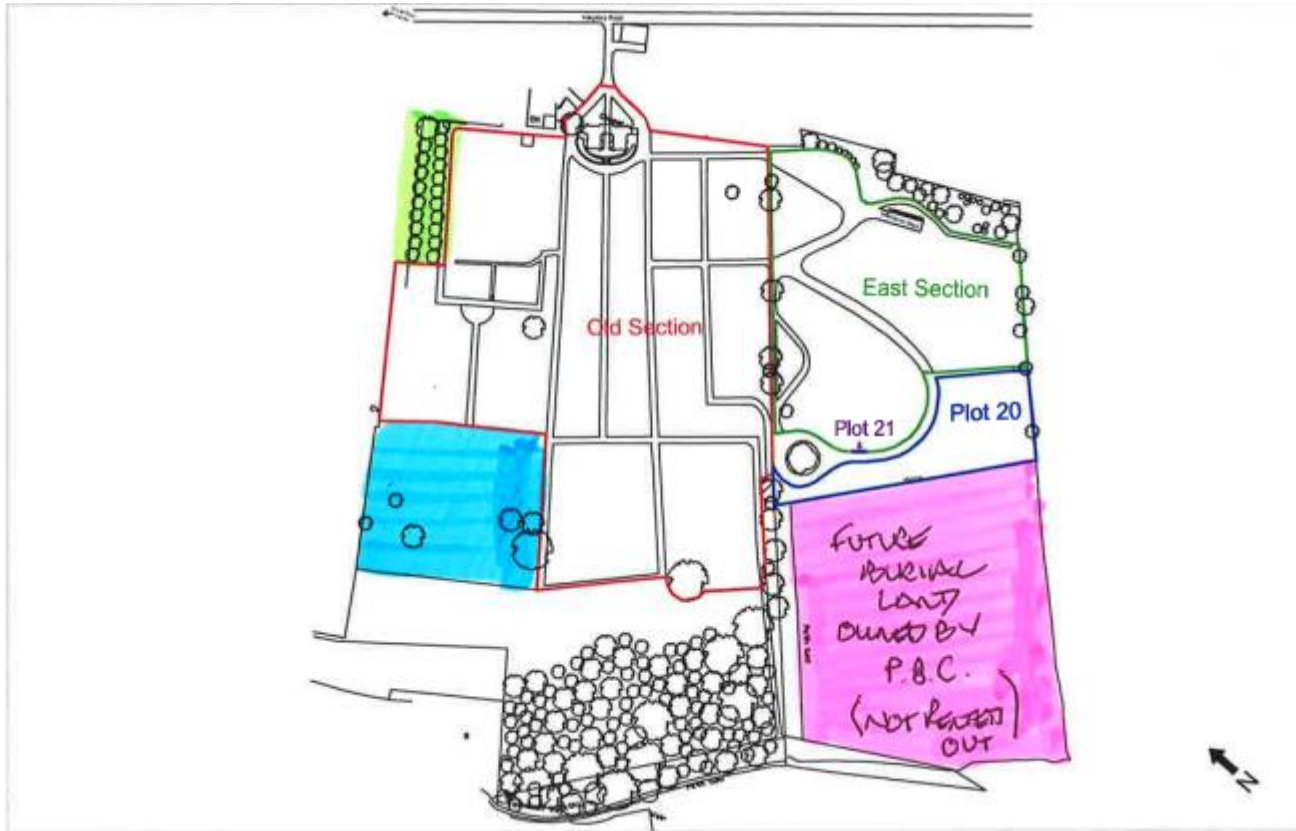 Old Section
East Section
Plot 20
Plot 21
FUTURE
BURIAL
LAND
OWNED BY
P.B.C.
(NOT RENTED
OUT)
N